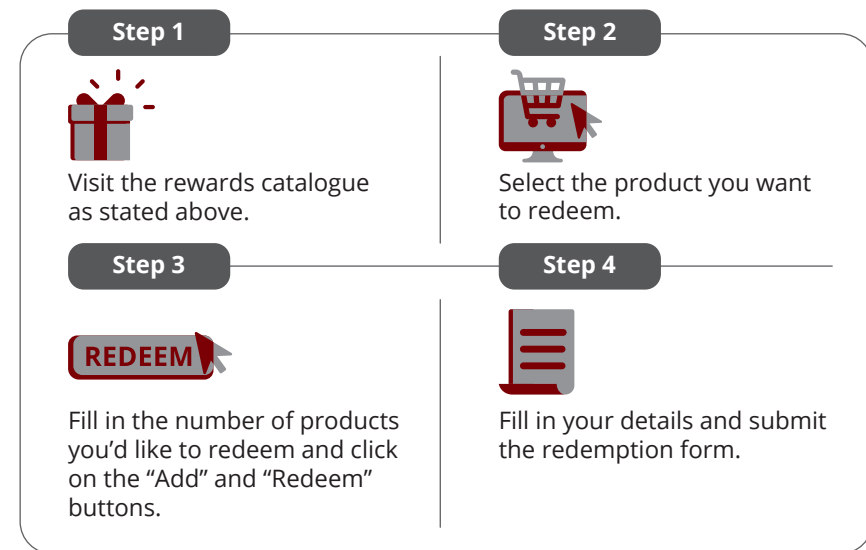 Step 1
Visit the rewards catalogue
as stated above.
Step 2
Select the product you want
to redeem.
Step 3
REDEEM
Fill in the number of products
you’d like to redeem and click
on the “Add” and “Redeem”
buttons.
Step 4
Fill in your details and submit
the redemption form.